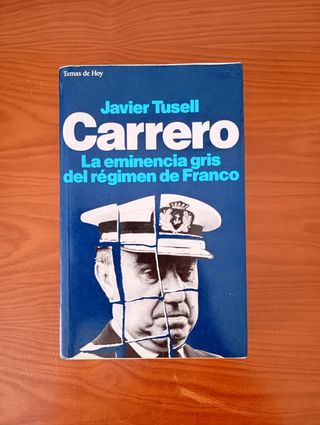 Temas de Hoy
Javier Tusell
Carrero
La eminencia gris
del régimen de Franco